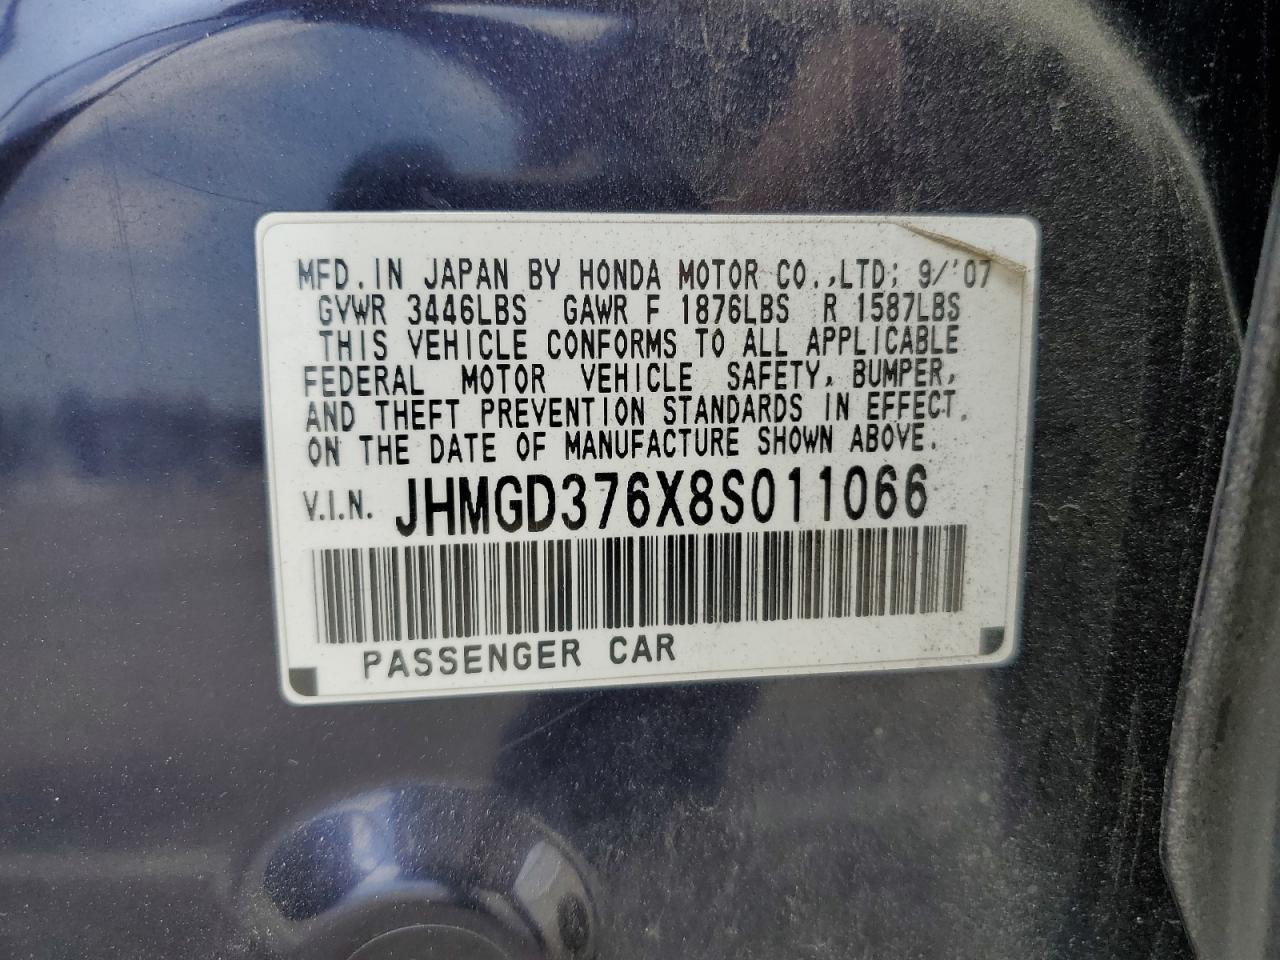 MFD.IN JAPAN BY HONDA MOTOR CO.,LTD; 9/'07
GVWR 3446LBS GAWR F 1876LBS R 1587LBS
THIS VEHICLE CONFORMS TO ALL APPLICABLE
FEDERAL MOTOR VEHICLE SAFETY, BUMPER,
AND THEFT PREVENTION STANDARDS IN EFFECT
ON THE DATE OF MANUFACTURE SHOWN ABOVE.
V.I.N. JHMGD376X8S011066
PASSENGER CAR